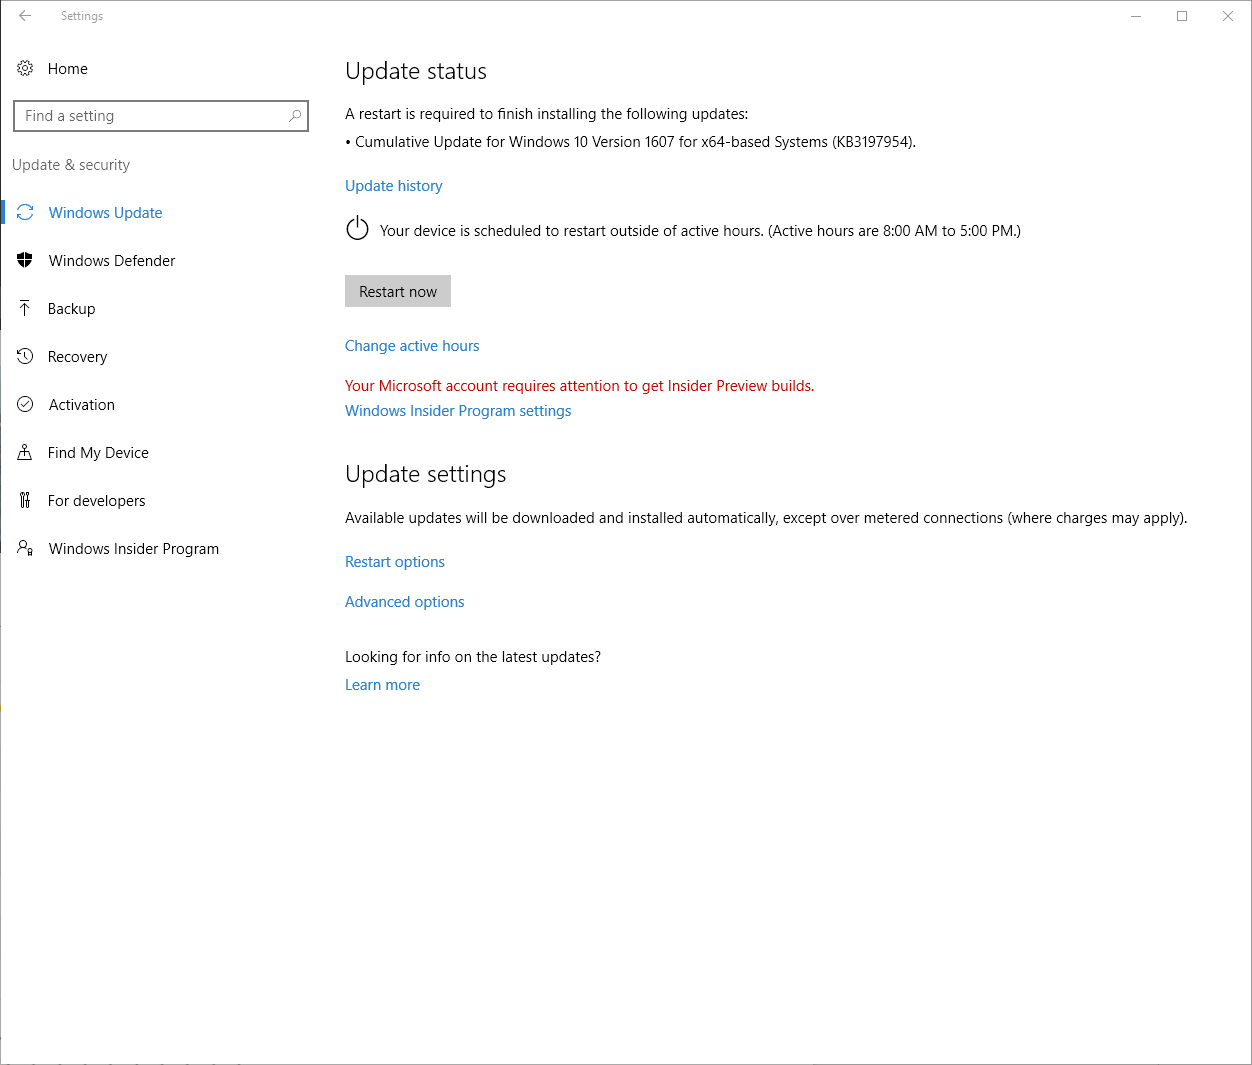 Settings
Home
Find a setting
Update & security
Windows Update
Windows Defender
Backup
Recovery
Activation
Find My Device
For developers
Windows Insider Program
Update status
A restart is required to finish installing the following updates:
• Cumulative Update for Windows 10 Version 1607 for x64-based Systems (KB3197954).
Update history
Your device is scheduled to restart outside of active hours. (Active hours are 8:00 AM to 5:00 PM.)
Restart now
Change active hours
Your Microsoft account requires attention to get Insider Preview builds.
Windows Insider Program settings
Update settings
Available updates will be downloaded and installed automatically, except over metered connections (where charges may apply).
Restart options
Advanced options
Looking for info on the latest updates?
Learn more